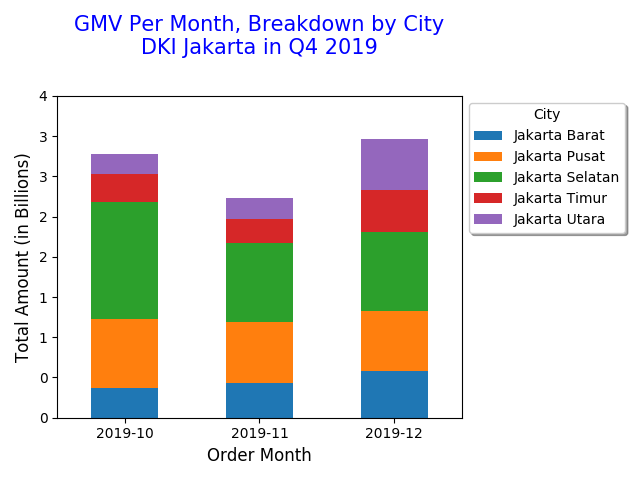 GMV Per Month, Breakdown by City
DKI Jakarta in Q4 2019
4
3
3
2
2
1
1
0
0
Total Amount (in Billions)
2019-10
2019-11
2019-12
Order Month
City
Jakarta Barat
Jakarta Pusat
Jakarta Selatan
Jakarta Timur
Jakarta Utara